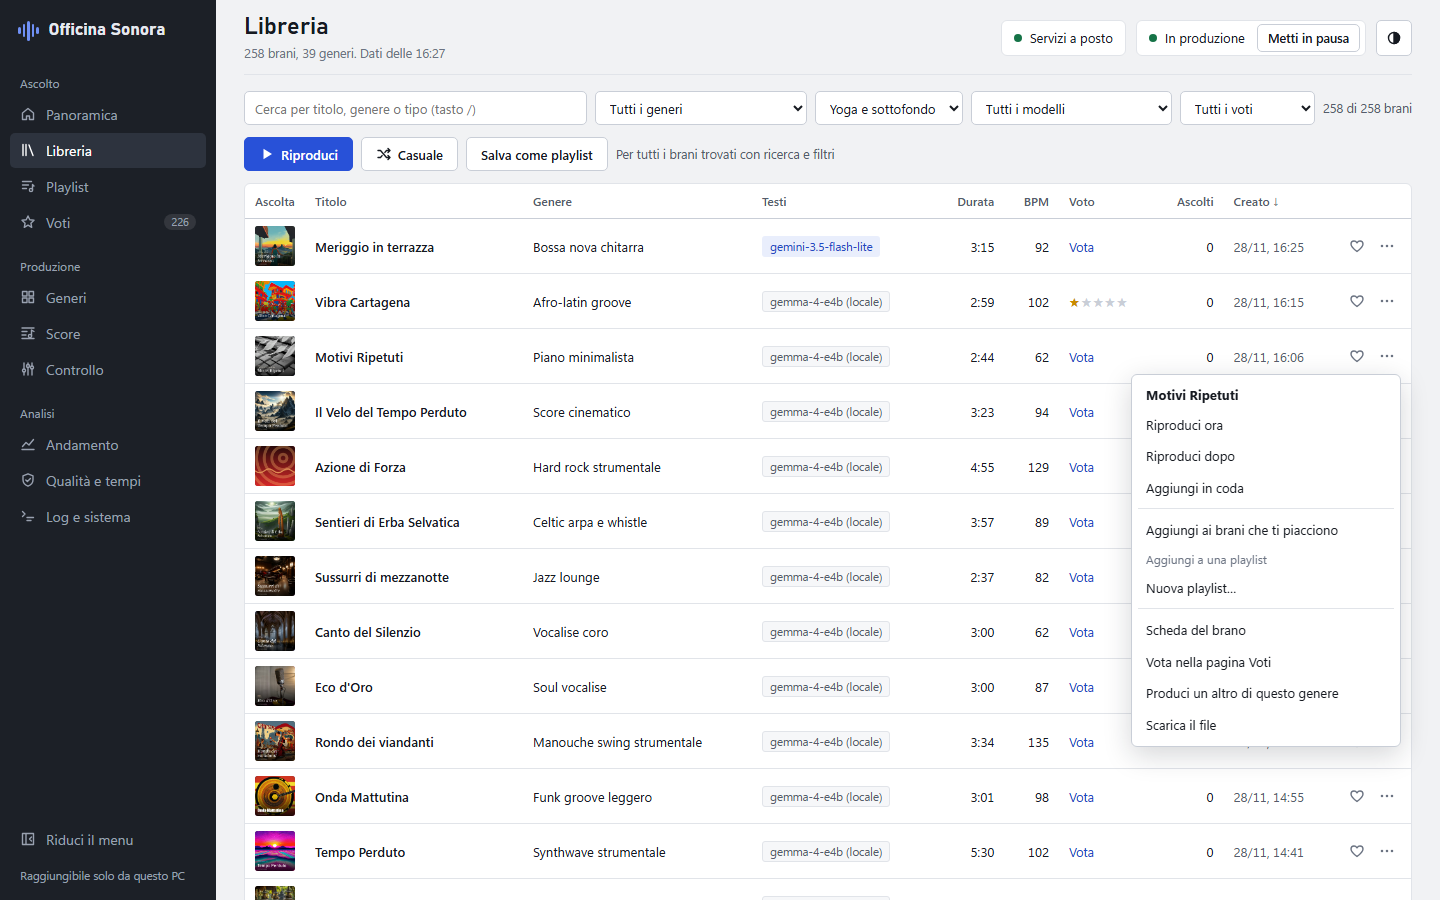 Officina Sonora
Ascolto
Panoramica
Libreria
Playlist
Voti 226
Produzione
Generi
Score
Controllo
Analisi
Andamento
Qualità e tempi
Log e sistema
Riduci il menu
Raggiungibile solo da questo PC
Libreria
258 brani, 39 generi. Dati delle 16:27
Servizi a posto
In produzione Metti in pausa
Cerca per titolo, genere o tipo (tasto /) Tutti i generi Yoga e sottofondo Tutti i modelli Tutti i voti 258 di 258 brani
Riproduci Casuale Salva come playlist Per tutti i brani trovati con ricerca e filtri
Ascolta Titolo Genere Testi Durata BPM Voto Ascolti Creato ↓
Meriggio in terrazza Bossa nova chitarra gemini-3.5-flash-lite 3:15 92 Vota 0 28/11, 16:25
Vibra Cartagena Afro-latin groove gemma-4-e4b (locale) 2:59 102 ★★★★★ 0 28/11, 16:15
Motivi Ripetuti Piano minimalista gemma-4-e4b (locale) 2:44 62 Vota 0 28/11, 16:06
Il Velo del Tempo Perduto Score cinematico gemma-4-e4b (locale) 3:23 94 Vota
Azione di Forza Hard rock strumentale gemma-4-e4b (locale) 4:55 129 Vota
Sentieri di Erba Selvatica Celtic arpa e whistle gemma-4-e4b (locale) 3:57 89 Vota
Sussurri di mezzanotte Jazz lounge gemma-4-e4b (locale) 2:37 82 Vota
Canto del Silenzio Vocalise coro gemma-4-e4b (locale) 3:00 62 Vota
Eco d'Oro Soul vocalise gemma-4-e4b (locale) 3:00 87 Vota
Rondo dei viandanti Manouche swing strumentale gemma-4-e4b (locale) 3:34 135 Vota
Onda Mattutina Funk groove leggero gemma-4-e4b (locale) 3:01 98 Vota 0 28/11, 14:55
Tempo Perduto Synthwave strumentale gemma-4-e4b (locale) 5:30 102 Vota 0 28/11, 14:41
Motivi Ripetuti
Riproduci ora
Riproduci dopo
Aggiungi in coda
Aggiungi ai brani che ti piacciono
Aggiungi a una playlist
Nuova playlist...
Scheda del brano
Vota nella pagina Voti
Produci un altro di questo genere
Scarica il file